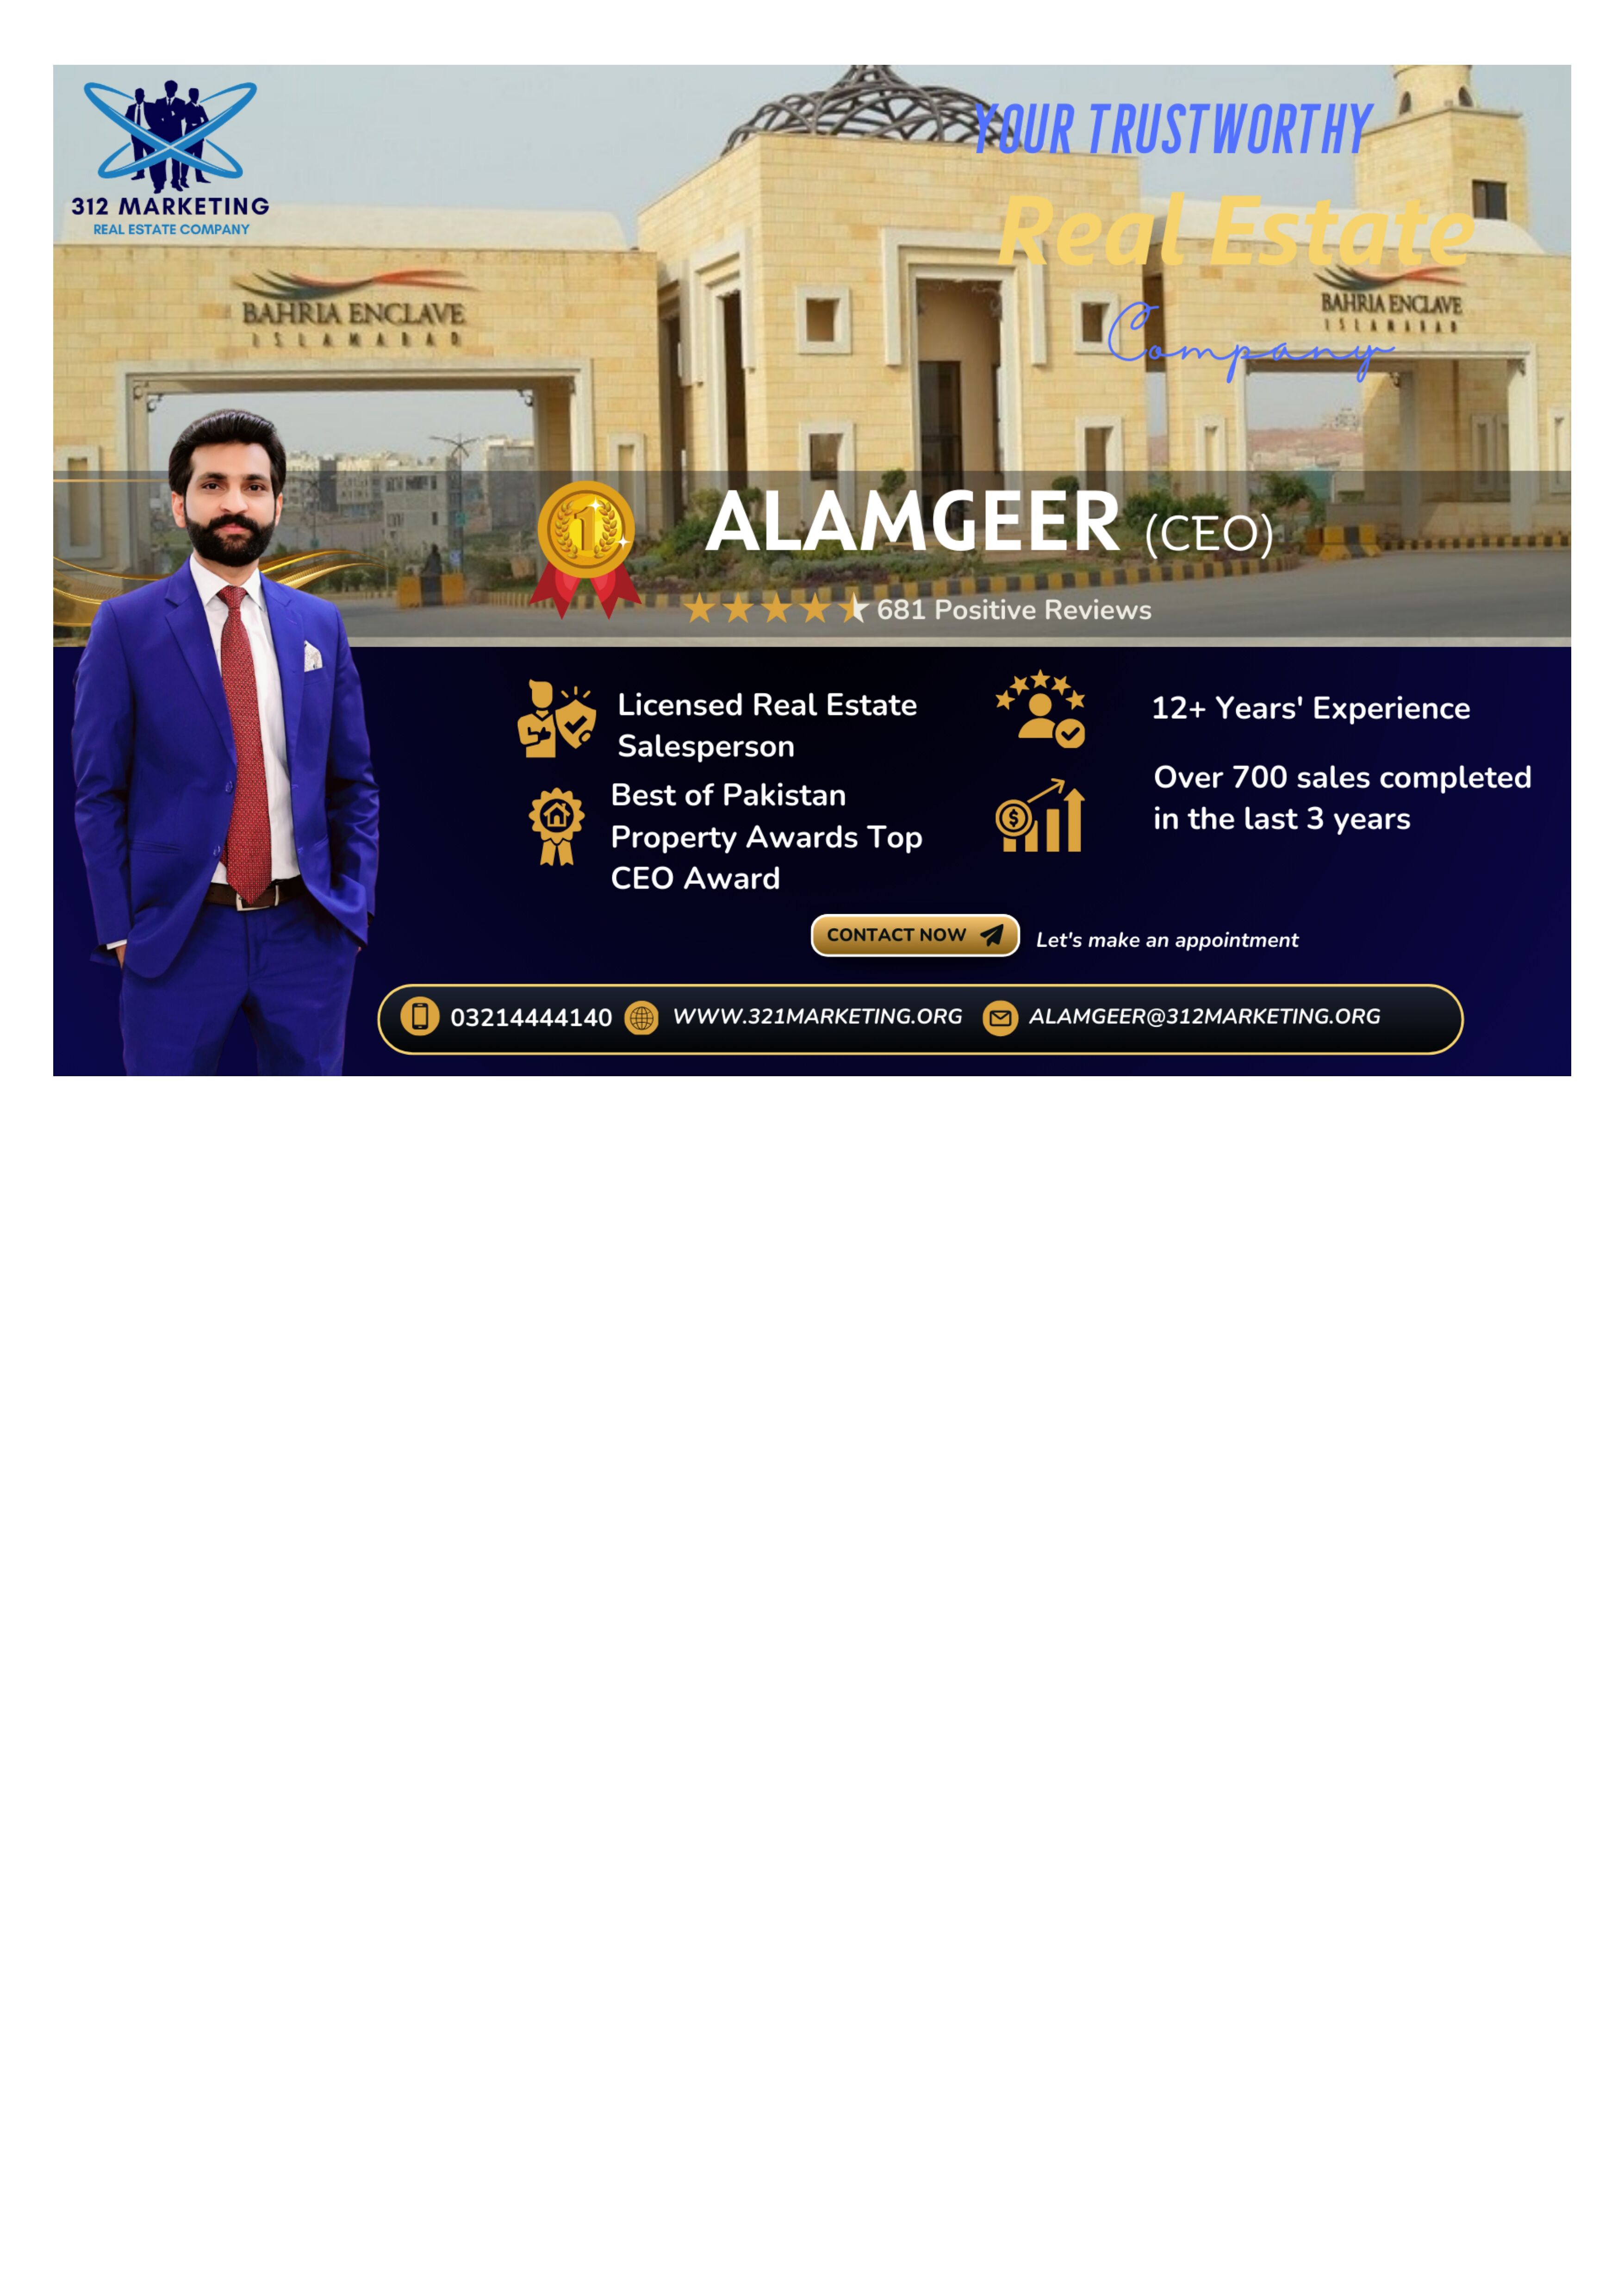 312 MARKETING
REAL ESTATE COMPANY
YOUR TRUSTWORTHY
Real Estate
Company
BAHRIA ENCLAVE
ISLAMABAD
BAHRIA ENCLAVE
ISLAMABAD
1
ALAMGEER (CEO)
681 Positive Reviews
Licensed Real Estate
Salesperson
Best of Pakistan
Property Awards Top
CEO Award
12+ Years' Experience
Over 700 sales completed
in the last 3 years
$
CONTACT NOW
Let's make an appointment
03214444140
WWW.321MARKETING.ORG
ALAMGEER@312MARKETING.ORG